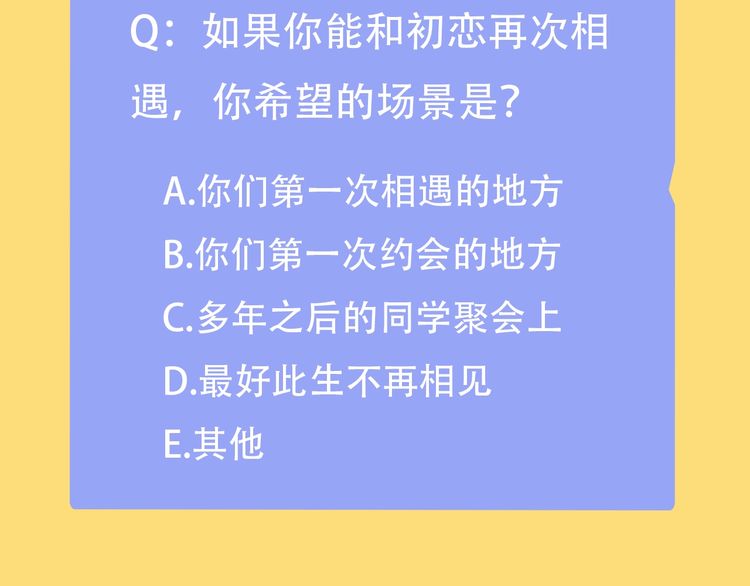 Q：如果你能和初恋再次相
遇，你希望的场景是？
A.你们第一次相遇的地方
B.你们第一次约会的地方
C.多年之后的同学聚会上
D.最好此生不再相见
E.其他